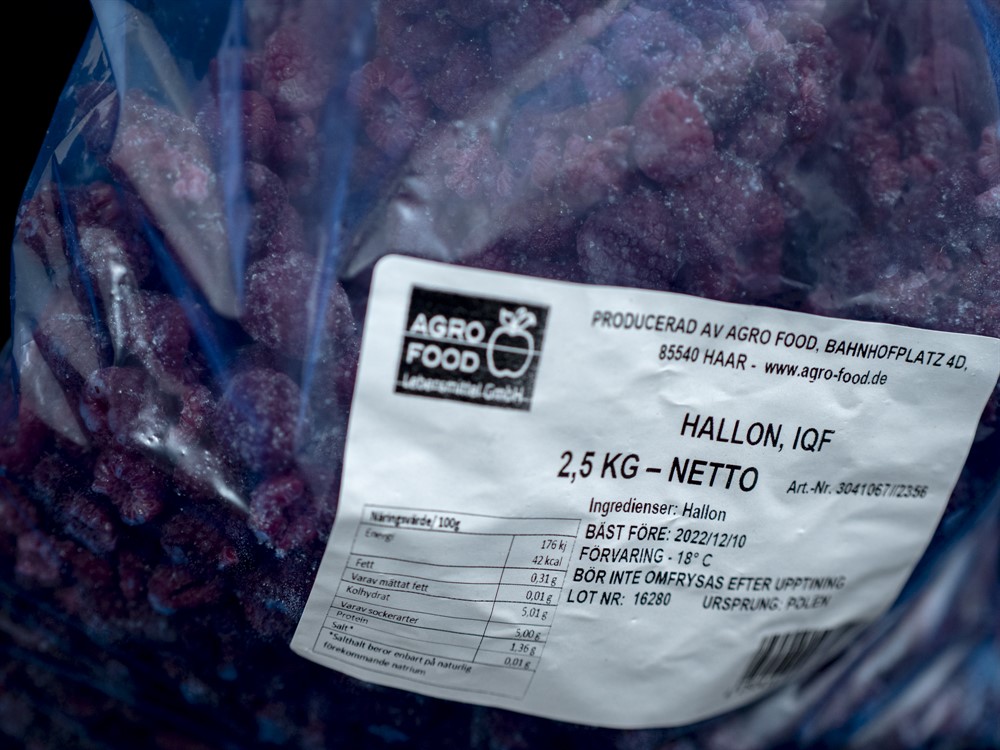 AGRO
FOOD
Lebensmittel GmbH
PRODUCERAD AV AGRO FOOD, BAHNHOFPLATZ 4D,
85540 HAAR - www.agro-food.de
HALLON, IQF
2,5 KG – NETTO
Art.-Nr. 3041067//2356
Ingredienser: Hallon
BÄST FÖRE: 2022/12/10
FÖRVARING - 18° C
BÖR INTE OMFRYSAS EFTER UPPTINING
LOT NR: 16280 URSPRUNG: POLEN
Näringsvärde/ 100g
Energi 176 kj
42 kcal
Fett 0,31 g
Varav mättat fett 0,01 g
Kolhydrat 5,01 g
Varav sockerarter 5,00 g
Protein 1,36 g
Salt* 0,01 g
*Salthalt beror enbart på naturlig
förekommande natrium